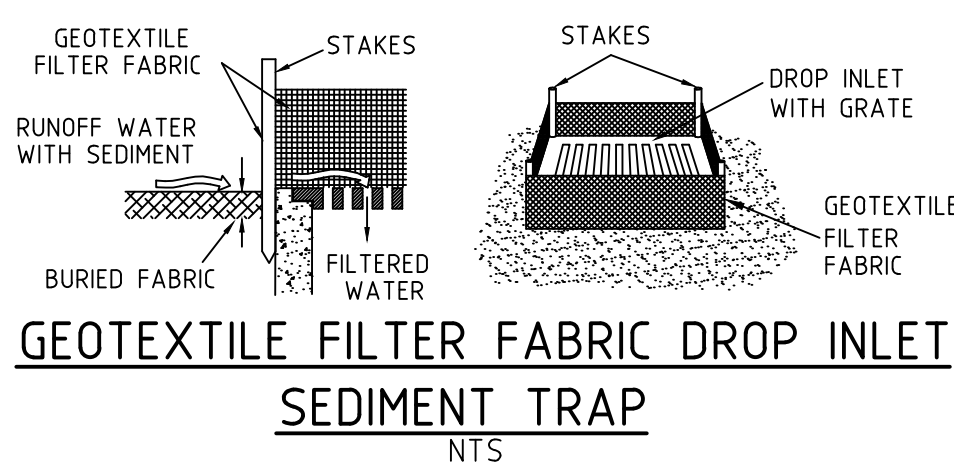 GEOTEXTILE
FILTER FABRIC
STAKES
RUNOFF WATER
WITH SEDIMENT
BURIED FABRIC
FILTERED
WATER
STAKES
DROP INLET
WITH GRATE
GEOTEXTILE
FILTER
FABRIC
GEOTEXTILE FILTER FABRIC DROP INLET
SEDIMENT TRAP
NTS